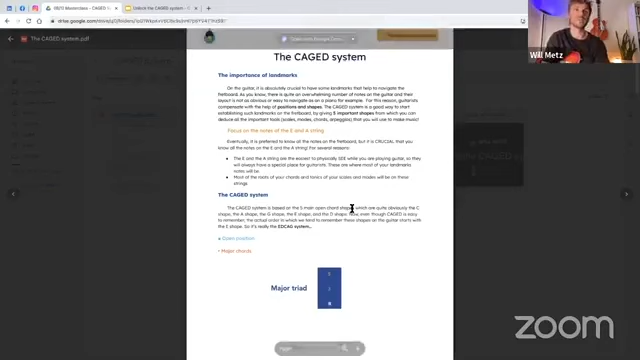 CAGED
Unlock the CAGED system -
drive.google.com
The CAGED system.pdf
Will Metz
The CAGED system
The importance of landmarks
On the guitar, it is absolutely crucial to have some landmarks that help to navigate the
fretboard. As you know, there is quite an overwhelming number of notes on the guitar and their
layout is not as obvious or easy to navigate as on a piano for example. For this reason, guitarists
compensate with the help of positions and shapes. The CAGED system is a good way to start
establishing such landmarks on the fretboard, by giving 5 important shapes from which you can
deduce all the important tools (scales, modes, chords, arpeggios) that you will use to make music!
Focus on the notes of the E and A string
Eventually, it is preferred to know all the notes on the fretboard, but it is CRUCIAL that you
know all of the notes on the E and the A string! For several reasons:
The E and the A string are the easiest to physically SEE while you are playing guitar, so they
will always have a special place for guitarists. These are where most of your landmarks
notes will be
Most of the roots of your chords and tonics of your scales and modes will be on these
strings
The CAGED system
The CAGED system is based on the 5 main open chord shapes which are quite obviously the C
shape, the A shape, the G shape, the E shape, and the D shape. Now, even though CAGED is easy
to remember, the actual order in which we tend to remember these shapes on the guitar starts
with the E shape. So it's really the EDCAG system...
Open position
Major chords
Major triad
5
3
R
Page
zoom